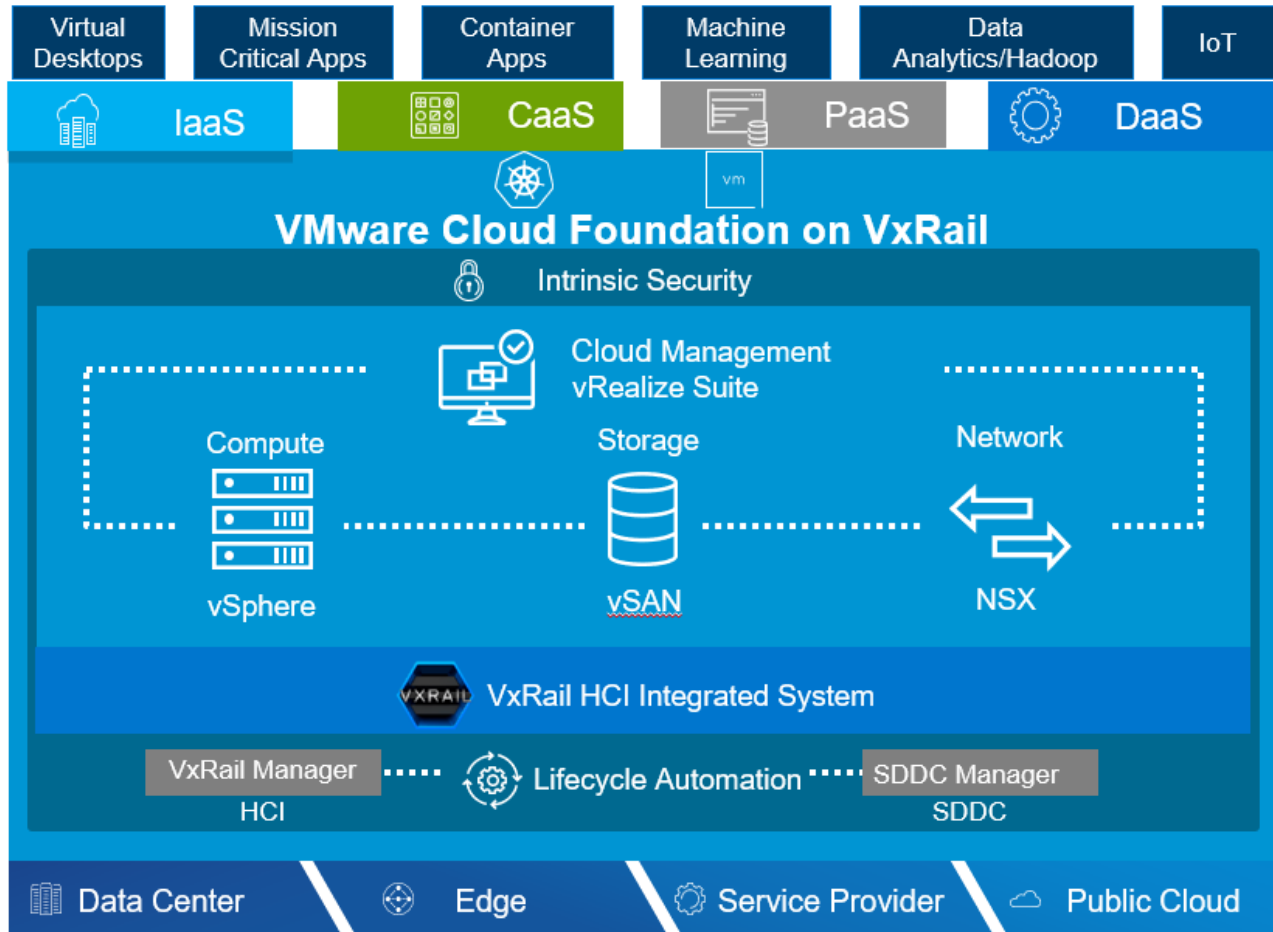 Virtual
Desktops
Mission
Critical Apps
Container
Apps
Machine
Learning
Data
Analytics/Hadoop
IoT
IaaS
CaaS
PaaS
DaaS
vm
VMware Cloud Foundation on VxRail
Intrinsic Security
Cloud Management
vRealize Suite
Compute
Storage
Network
vSphere
vSAN
NSX
VXRAIL
VxRail HCI Integrated System
VxRail Manager
Lifecycle Automation
SDDC Manager
HCI
SDDC
Data Center
Edge
Service Provider
Public Cloud